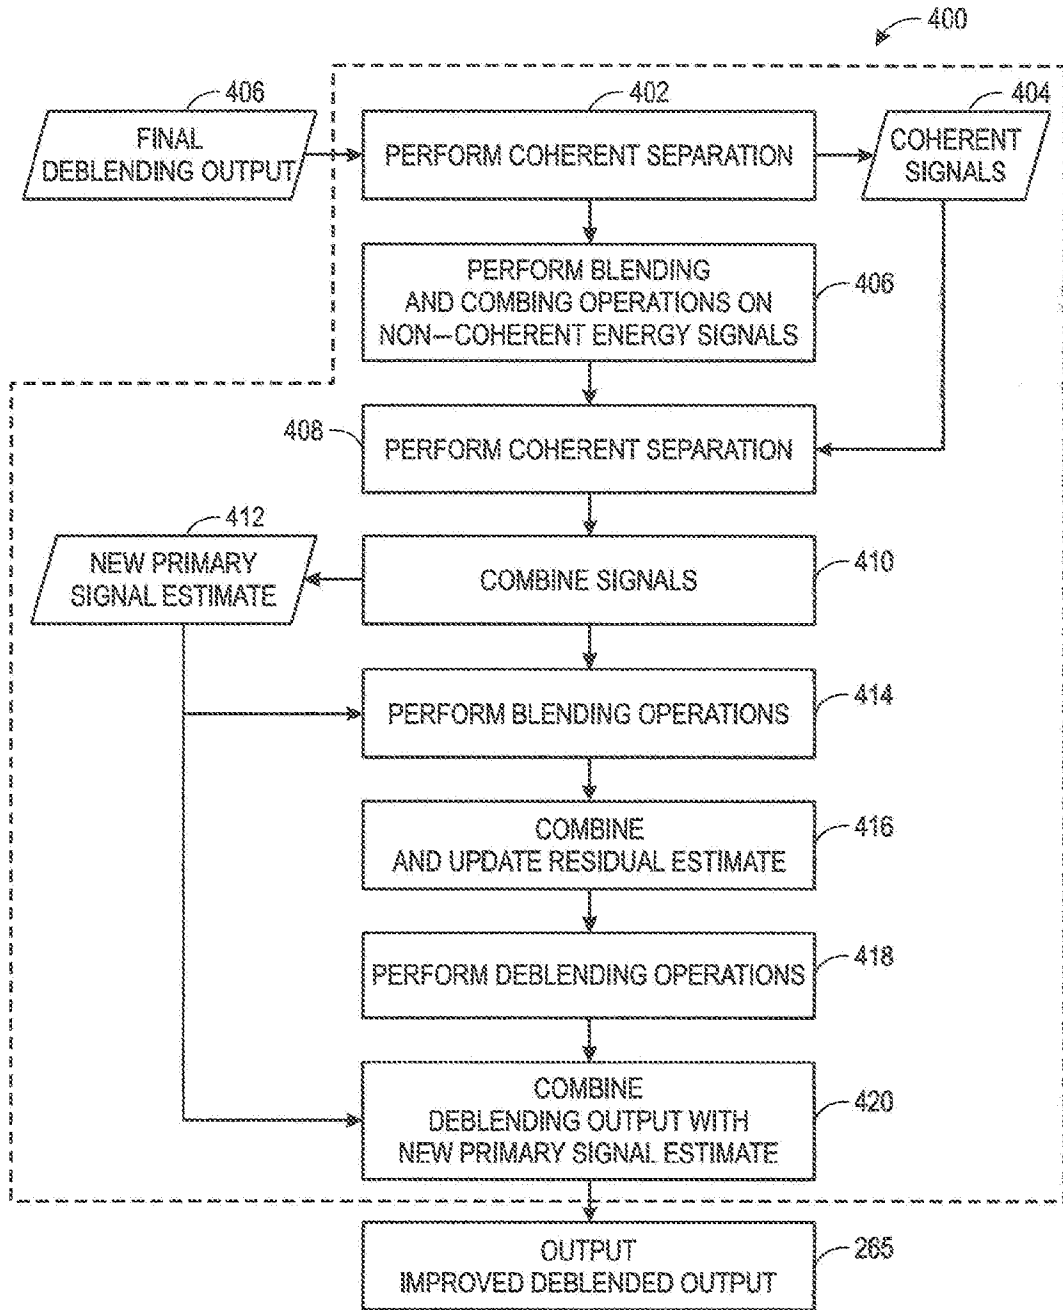 400
406
FINAL
DEBLENDING OUTPUT
402
PERFORM COHERENT SEPARATION
404
COHERENT
SIGNALS
PERFORM BLENDING
AND COMBING OPERATIONS ON
NON-COHERENT ENERGY SIGNALS
406
408
PERFORM COHERENT SEPARATION
412
NEW PRIMARY
SIGNAL ESTIMATE
COMBINE SIGNALS
410
PERFORM BLENDING OPERATIONS
414
COMBINE
AND UPDATE RESIDUAL ESTIMATE
416
PERFORM DEBLENDING OPERATIONS
418
COMBINE
DEBLENDING OUTPUT WITH
NEW PRIMARY SIGNAL ESTIMATE
420
OUTPUT
IMPROVED DEBLENDED OUTPUT
265